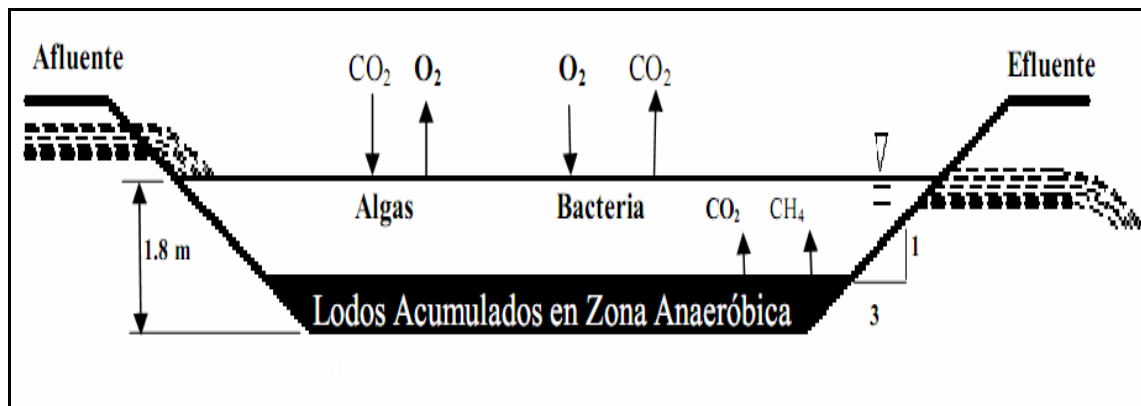 Afluente
CO₂ O₂ O₂ CO₂
Efluente
Algas Bacteria CO₂ CH₄
1.8 m
1
3
Lodos Acumulados en Zona Anaeróbica